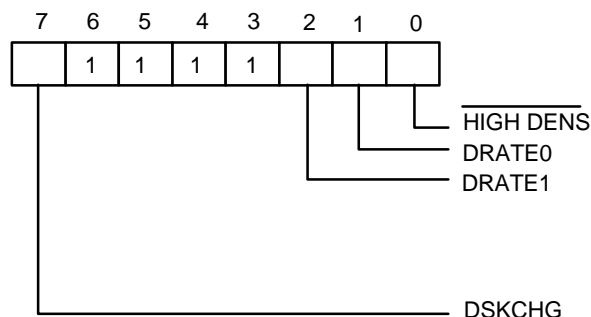 7 6 5 4 3 2 1 0
1 1 1 1
HIGH DENS
DRATE0
DRATE1
DSKCHG